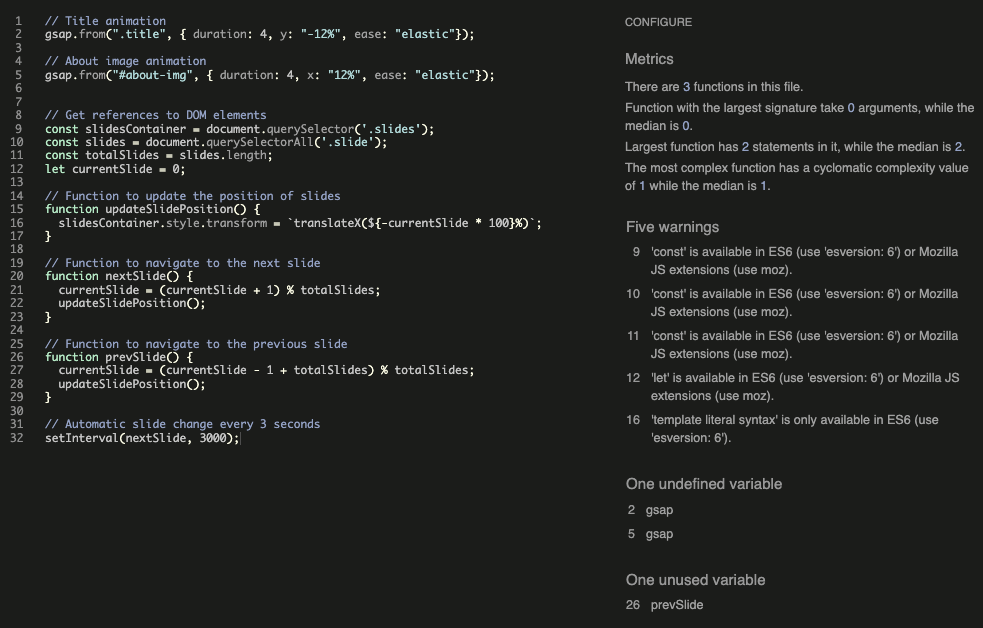 1 // Title animation
2 gsap.from(".title", { duration: 4, y: "-12%", ease: "elastic"});
3
4 // About image animation
5 gsap.from("#about-img", { duration: 4, x: "12%", ease: "elastic"});
6
7
8 // Get references to DOM elements
9 const slidesContainer = document.querySelector('.slides');
10 const slides = document.querySelectorAll('.slide');
11 const totalSlides = slides.length;
12 let currentSlide = 0;
13
14 // Function to update the position of slides
15 function updateSlidePosition() {
16   slidesContainer.style.transform = `translateX(${-currentSlide * 100}%)`;
17 }
18
19 // Function to navigate to the next slide
20 function nextSlide() {
21   currentSlide = (currentSlide + 1) % totalSlides;
22   updateSlidePosition();
23 }
24
25 // Function to navigate to the previous slide
26 function prevSlide() {
27   currentSlide = (currentSlide - 1 + totalSlides) % totalSlides;
28   updateSlidePosition();
29 }
30
31 // Automatic slide change every 3 seconds
32 setInterval(nextSlide, 3000);
CONFIGURE
Metrics
There are 3 functions in this file.
Function with the largest signature take 0 arguments, while the
median is 0.
Largest function has 2 statements in it, while the median is 2.
The most complex function has a cyclomatic complexity value
of 1 while the median is 1.
Five warnings
9 'const' is available in ES6 (use 'esversion: 6') or Mozilla
JS extensions (use moz).
10 'const' is available in ES6 (use 'esversion: 6') or Mozilla
JS extensions (use moz).
11 'const' is available in ES6 (use 'esversion: 6') or Mozilla
JS extensions (use moz).
12 'let' is available in ES6 (use 'esversion: 6') or Mozilla JS
extensions (use moz).
16 'template literal syntax' is only available in ES6 (use
'esversion: 6').
One undefined variable
2 gsap
5 gsap
One unused variable
26 prevSlide